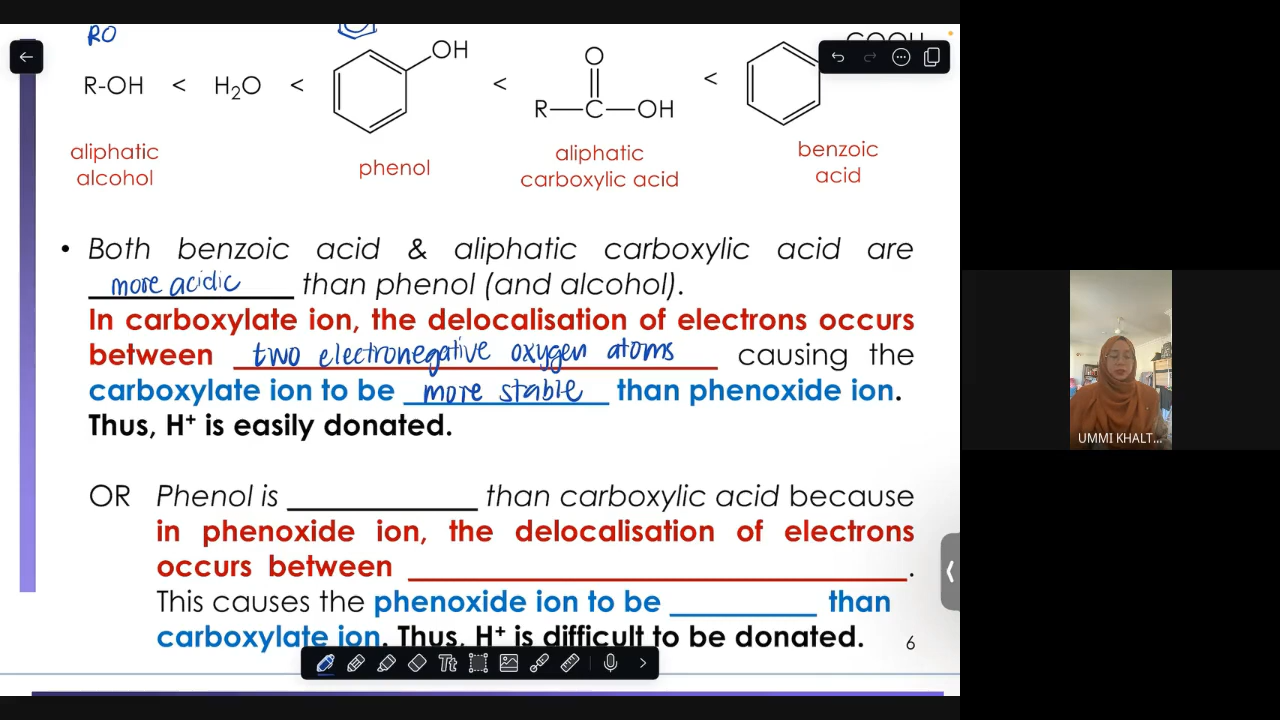 RO
COOH
R-OH < H₂O < OH < O R—C—OH <
aliphatic alcohol
phenol
aliphatic carboxylic acid
benzoic acid
• Both benzoic acid & aliphatic carboxylic acid are
more acidic than phenol (and alcohol).
In carboxylate ion, the delocalisation of electrons occurs
between two electronegative oxygen atoms causing the
carboxylate ion to be more stable than phenoxide ion.
Thus, H⁺ is easily donated.
OR Phenol is __________ than carboxylic acid because
in phenoxide ion, the delocalisation of electrons
occurs between __________.
This causes the phenoxide ion to be __________ than
carboxylate ion. Thus, H⁺ is difficult to be donated.
6
Tt
UMMI KHALT...